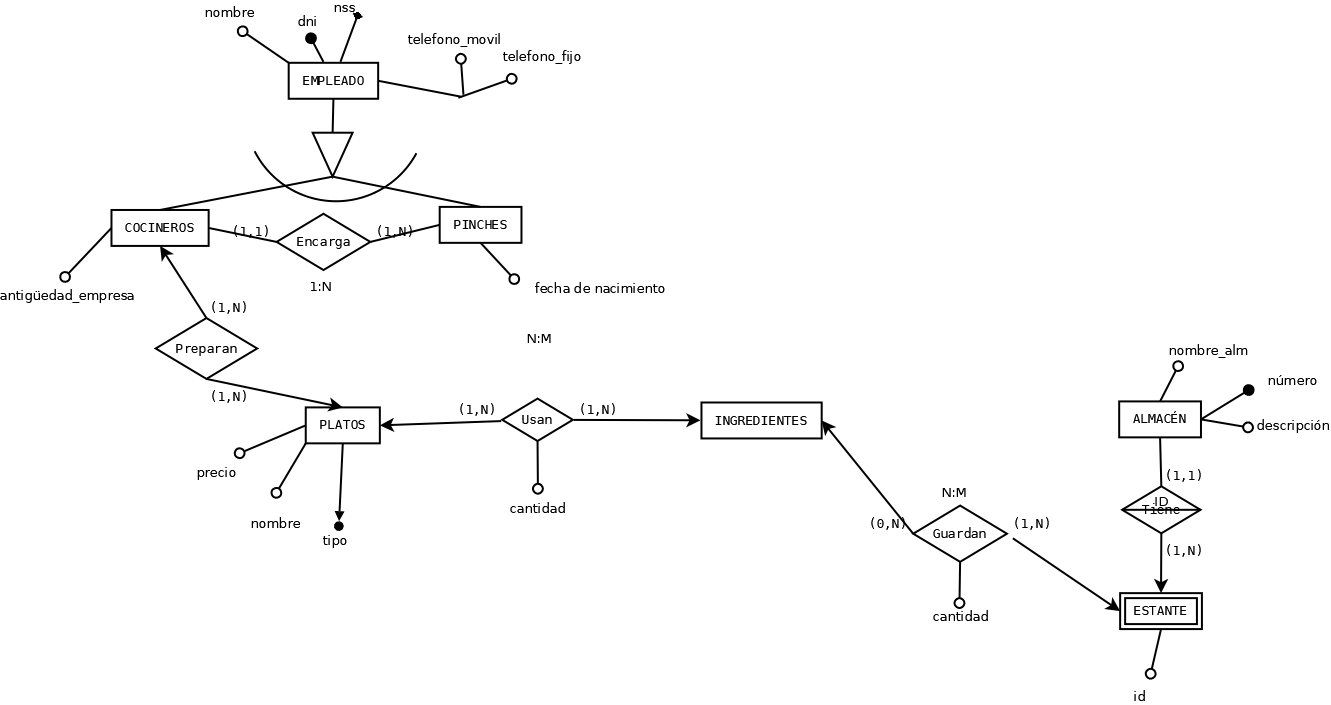 nombre
dni
nss
telefono_movil
telefono_fijo
EMPLEADO
COCINEROS
(1,1)
Encarga
(1,N)
PINCHES
1:N
antigüedad_empresa
fecha de nacimiento
(1,N)
Preparan
(1,N)
N:M
PLATOS
(1,N)
Usan
(1,N)
INGREDIENTES
precio
nombre
tipo
cantidad
N:M
(0,N)
Guardan
(1,N)
cantidad
nombre_alm
número
ALMACÉN
descripción
(1,1)
ID
Tiene
(1,N)
ESTANTE
id